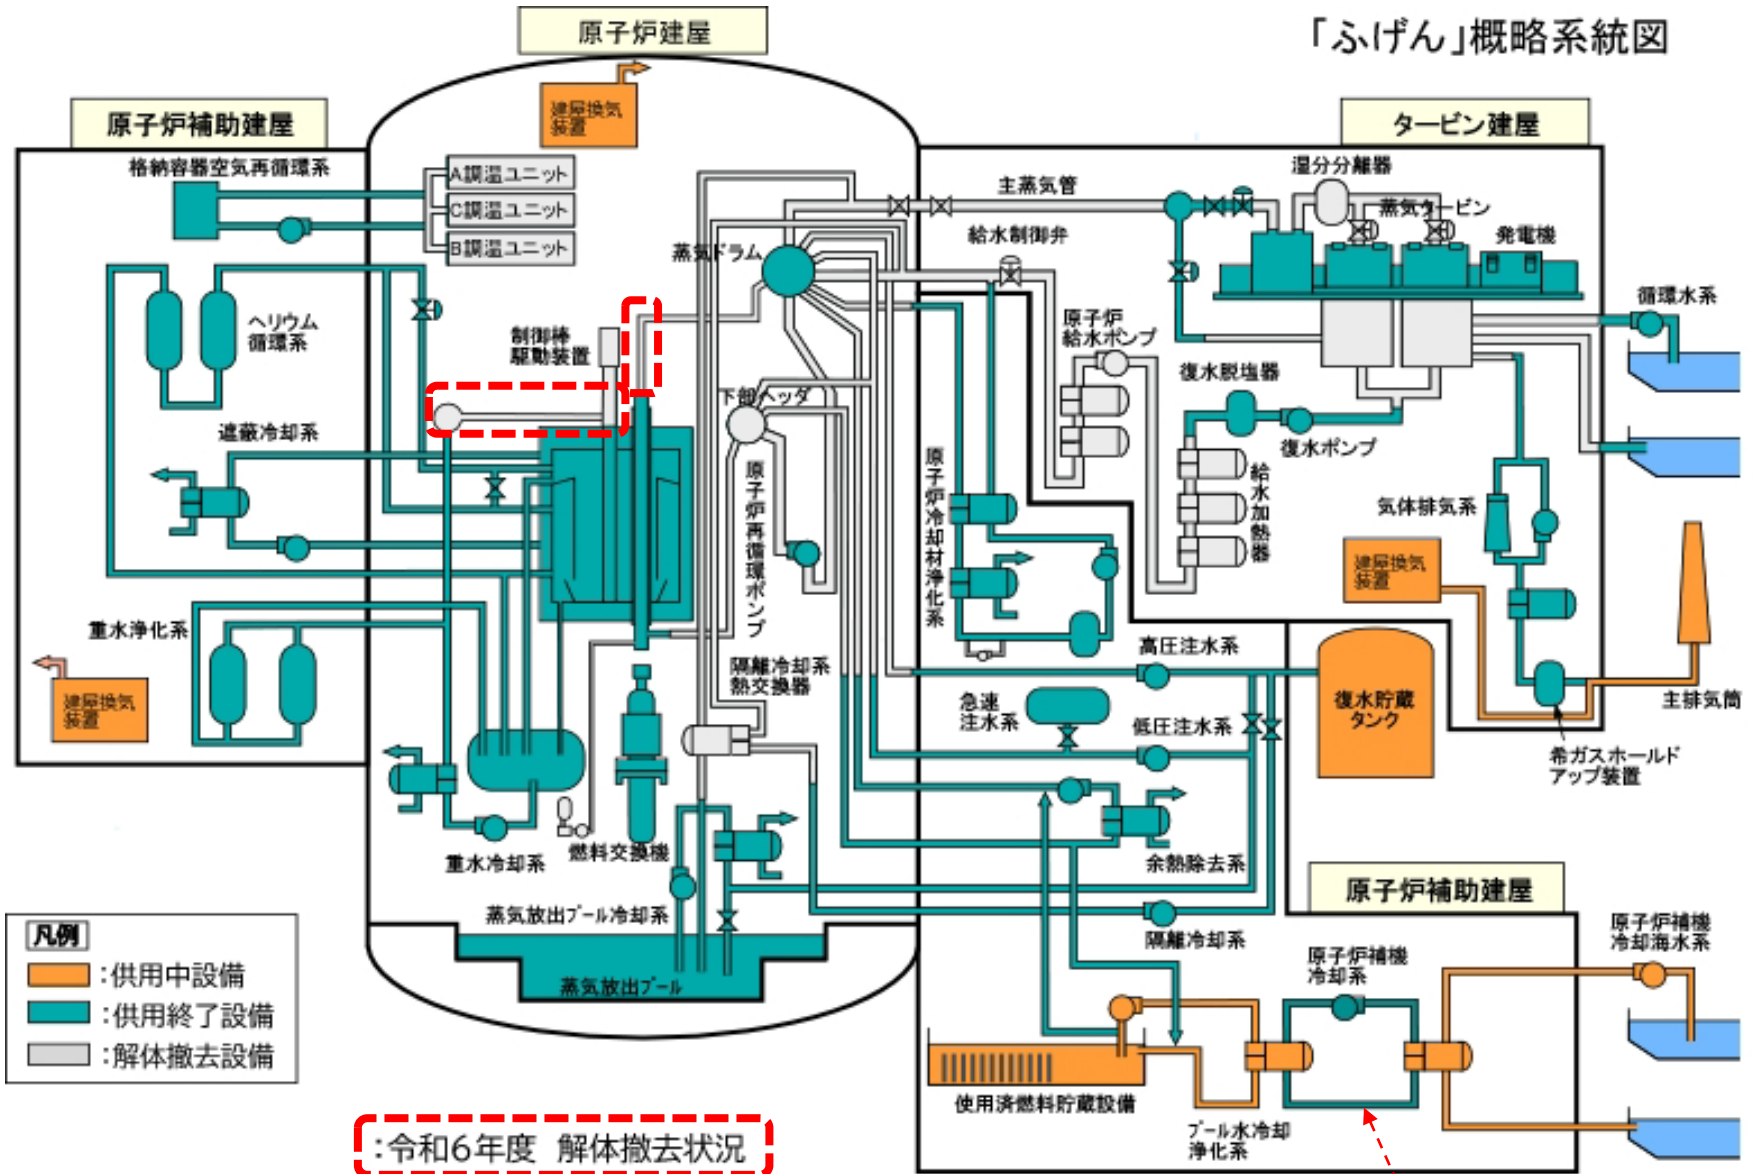 「ふげん」概略系統図
原子炉建屋
建屋換気
装置
原子炉補助建屋
格納容器空気再循環系
A調温ユニット
C調温ユニット
B調温ユニット
ヘリウム
循環系
制御棒
駆動装置
遮蔽冷却系
重水浄化系
建屋換気
装置
重水冷却系
燃料交換機
蒸気放出プール冷却系
蒸気放出プール
蒸気ドラム
下部ヘッダ
原子炉再循環ポンプ
隔離冷却系
熱交換器
タービン建屋
主蒸気管
湿分分離器
蒸気タービン
発電機
給水制御弁
循環水系
原子炉
給水ポンプ
復水脱塩器
復水ポンプ
給水加熱器
原子炉冷却材浄化系
気体排気系
建屋換気
装置
高圧注水系
急速
注水系
低圧注水系
復水貯蔵
タンク
主排気筒
希ガスホールド
アップ装置
余熱除去系
隔離冷却系
原子炉補助建屋
原子炉補機
冷却系
原子炉補機
冷却海水系
使用済燃料貯蔵設備
プール水冷却
浄化系
凡例
:供用中設備
:供用終了設備
:解体撤去設備
:令和6年度 解体撤去状況